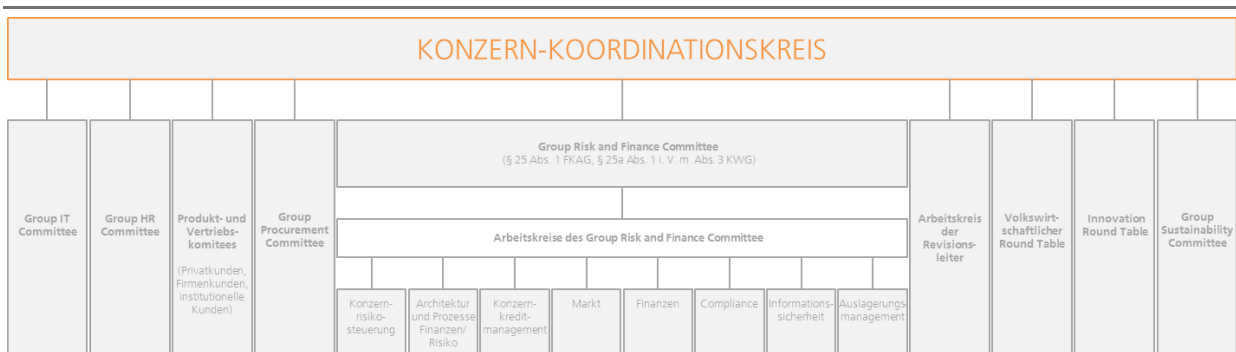 KONZERN-KOORDINATIONSKREIS
Group Risk and Finance Committee
(§ 25 Abs. 1 FKAG, § 25a Abs. 1 i. V. m. Abs. 3 KWG)
Group IT
Committee
Group HR
Committee
Produkt- und
Vertriebs-
komitees
(Privatkunden,
Firmenkunden,
institutionelle
Kunden)
Group
Procurement
Committee
Arbeitskreise des Group Risk and Finance Committee
Konzern-
risiko-
steuerung
Architektur
und Prozesse
Finanzen/
Risiko
Konzern-
kredit-
management
Markt
Finanzen
Compliance
Informations-
sicherheit
Auslagerungs-
management
Arbeitskreis
der
Revisions-
leiter
Volkswirt-
schaftlicher
Round Table
Innovation
Round Table
Group
Sustainability
Committee